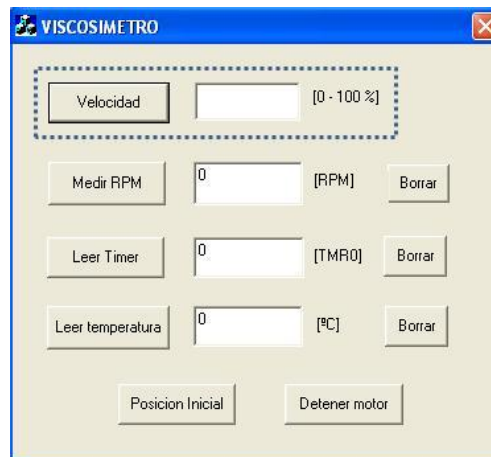 VISCOSIMETRO
Velocidad [0 - 100 %]
Medir RPM 0 [RPM] Borrar
Leer Timer 0 [TMR0] Borrar
Leer temperatura 0 [ºC] Borrar
Posicion Inicial Detener motor